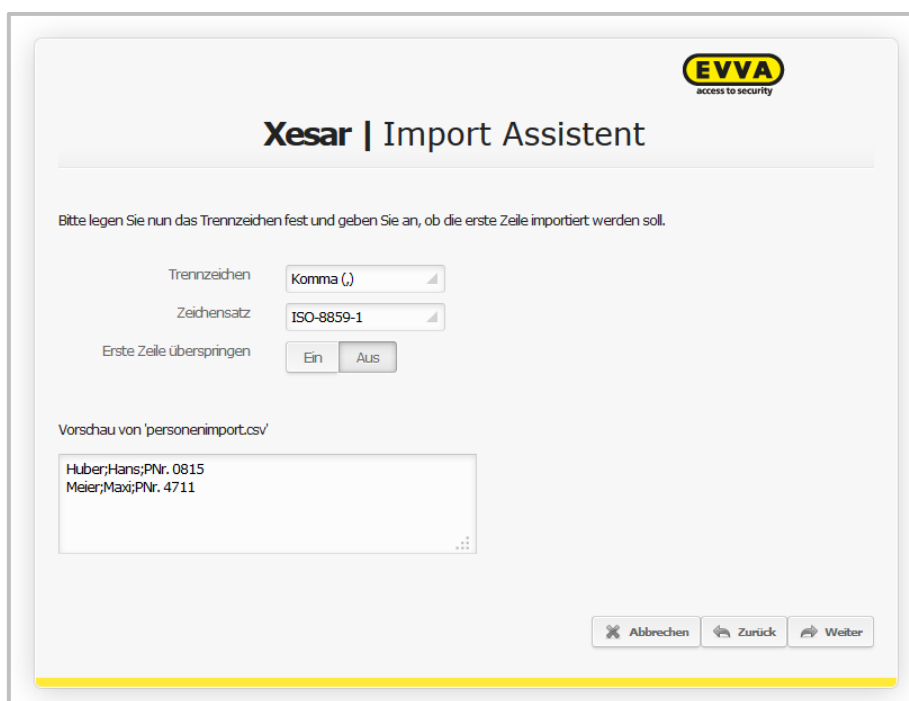 EVVA
access to security
Xesar | Import Assistent
Bitte legen Sie nun das Trennzeichen fest und geben Sie an, ob die erste Zeile importiert werden soll.
Trennzeichen Komma (,)
Zeichensatz ISO-8859-1
Erste Zeile überspringen Ein Aus
Vorschau von 'personenimport.csv'
Huber;Hans;PNr. 0815
Meier;Maxi;PNr. 4711
Abbrechen Zurück Weiter